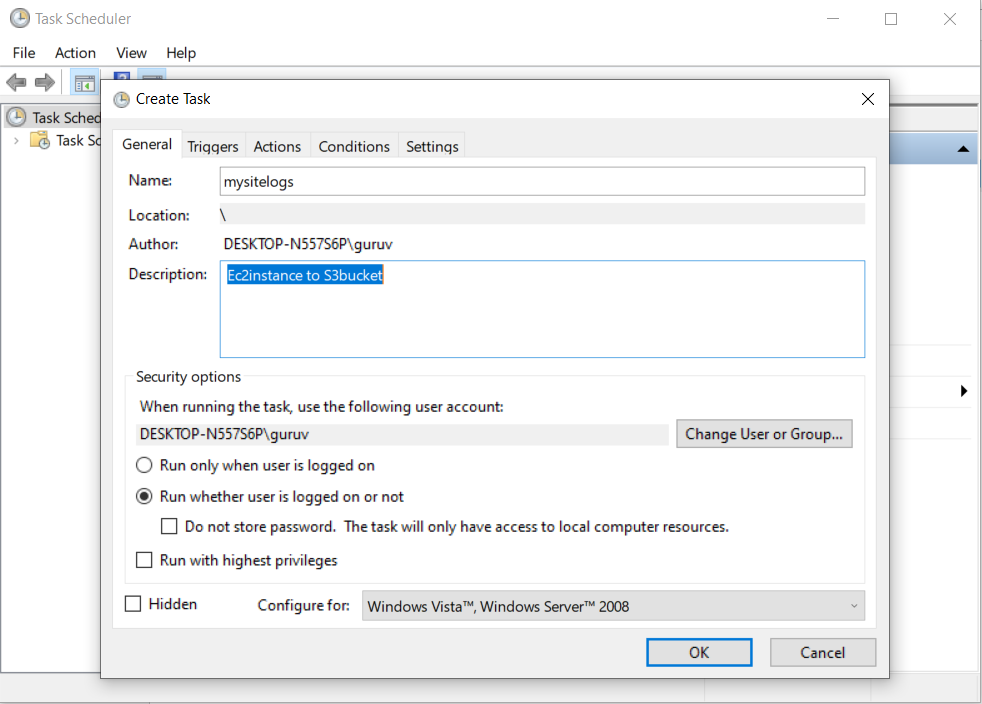 Task Scheduler
File Action View Help
Create Task
Task Sched
Task Sc
General Triggers Actions Conditions Settings
Name: mysitelogs
Location: \
Author: DESKTOP-N557S6P\guruv
Description: Ec2instance to S3bucket
Security options
When running the task, use the following user account:
DESKTOP-N557S6P\guruv Change User or Group...
Run only when user is logged on
Run whether user is logged on or not
Do not store password. The task will only have access to local computer resources.
Run with highest privileges
Hidden Configure for: Windows Vista™, Windows Server™ 2008
OK Cancel